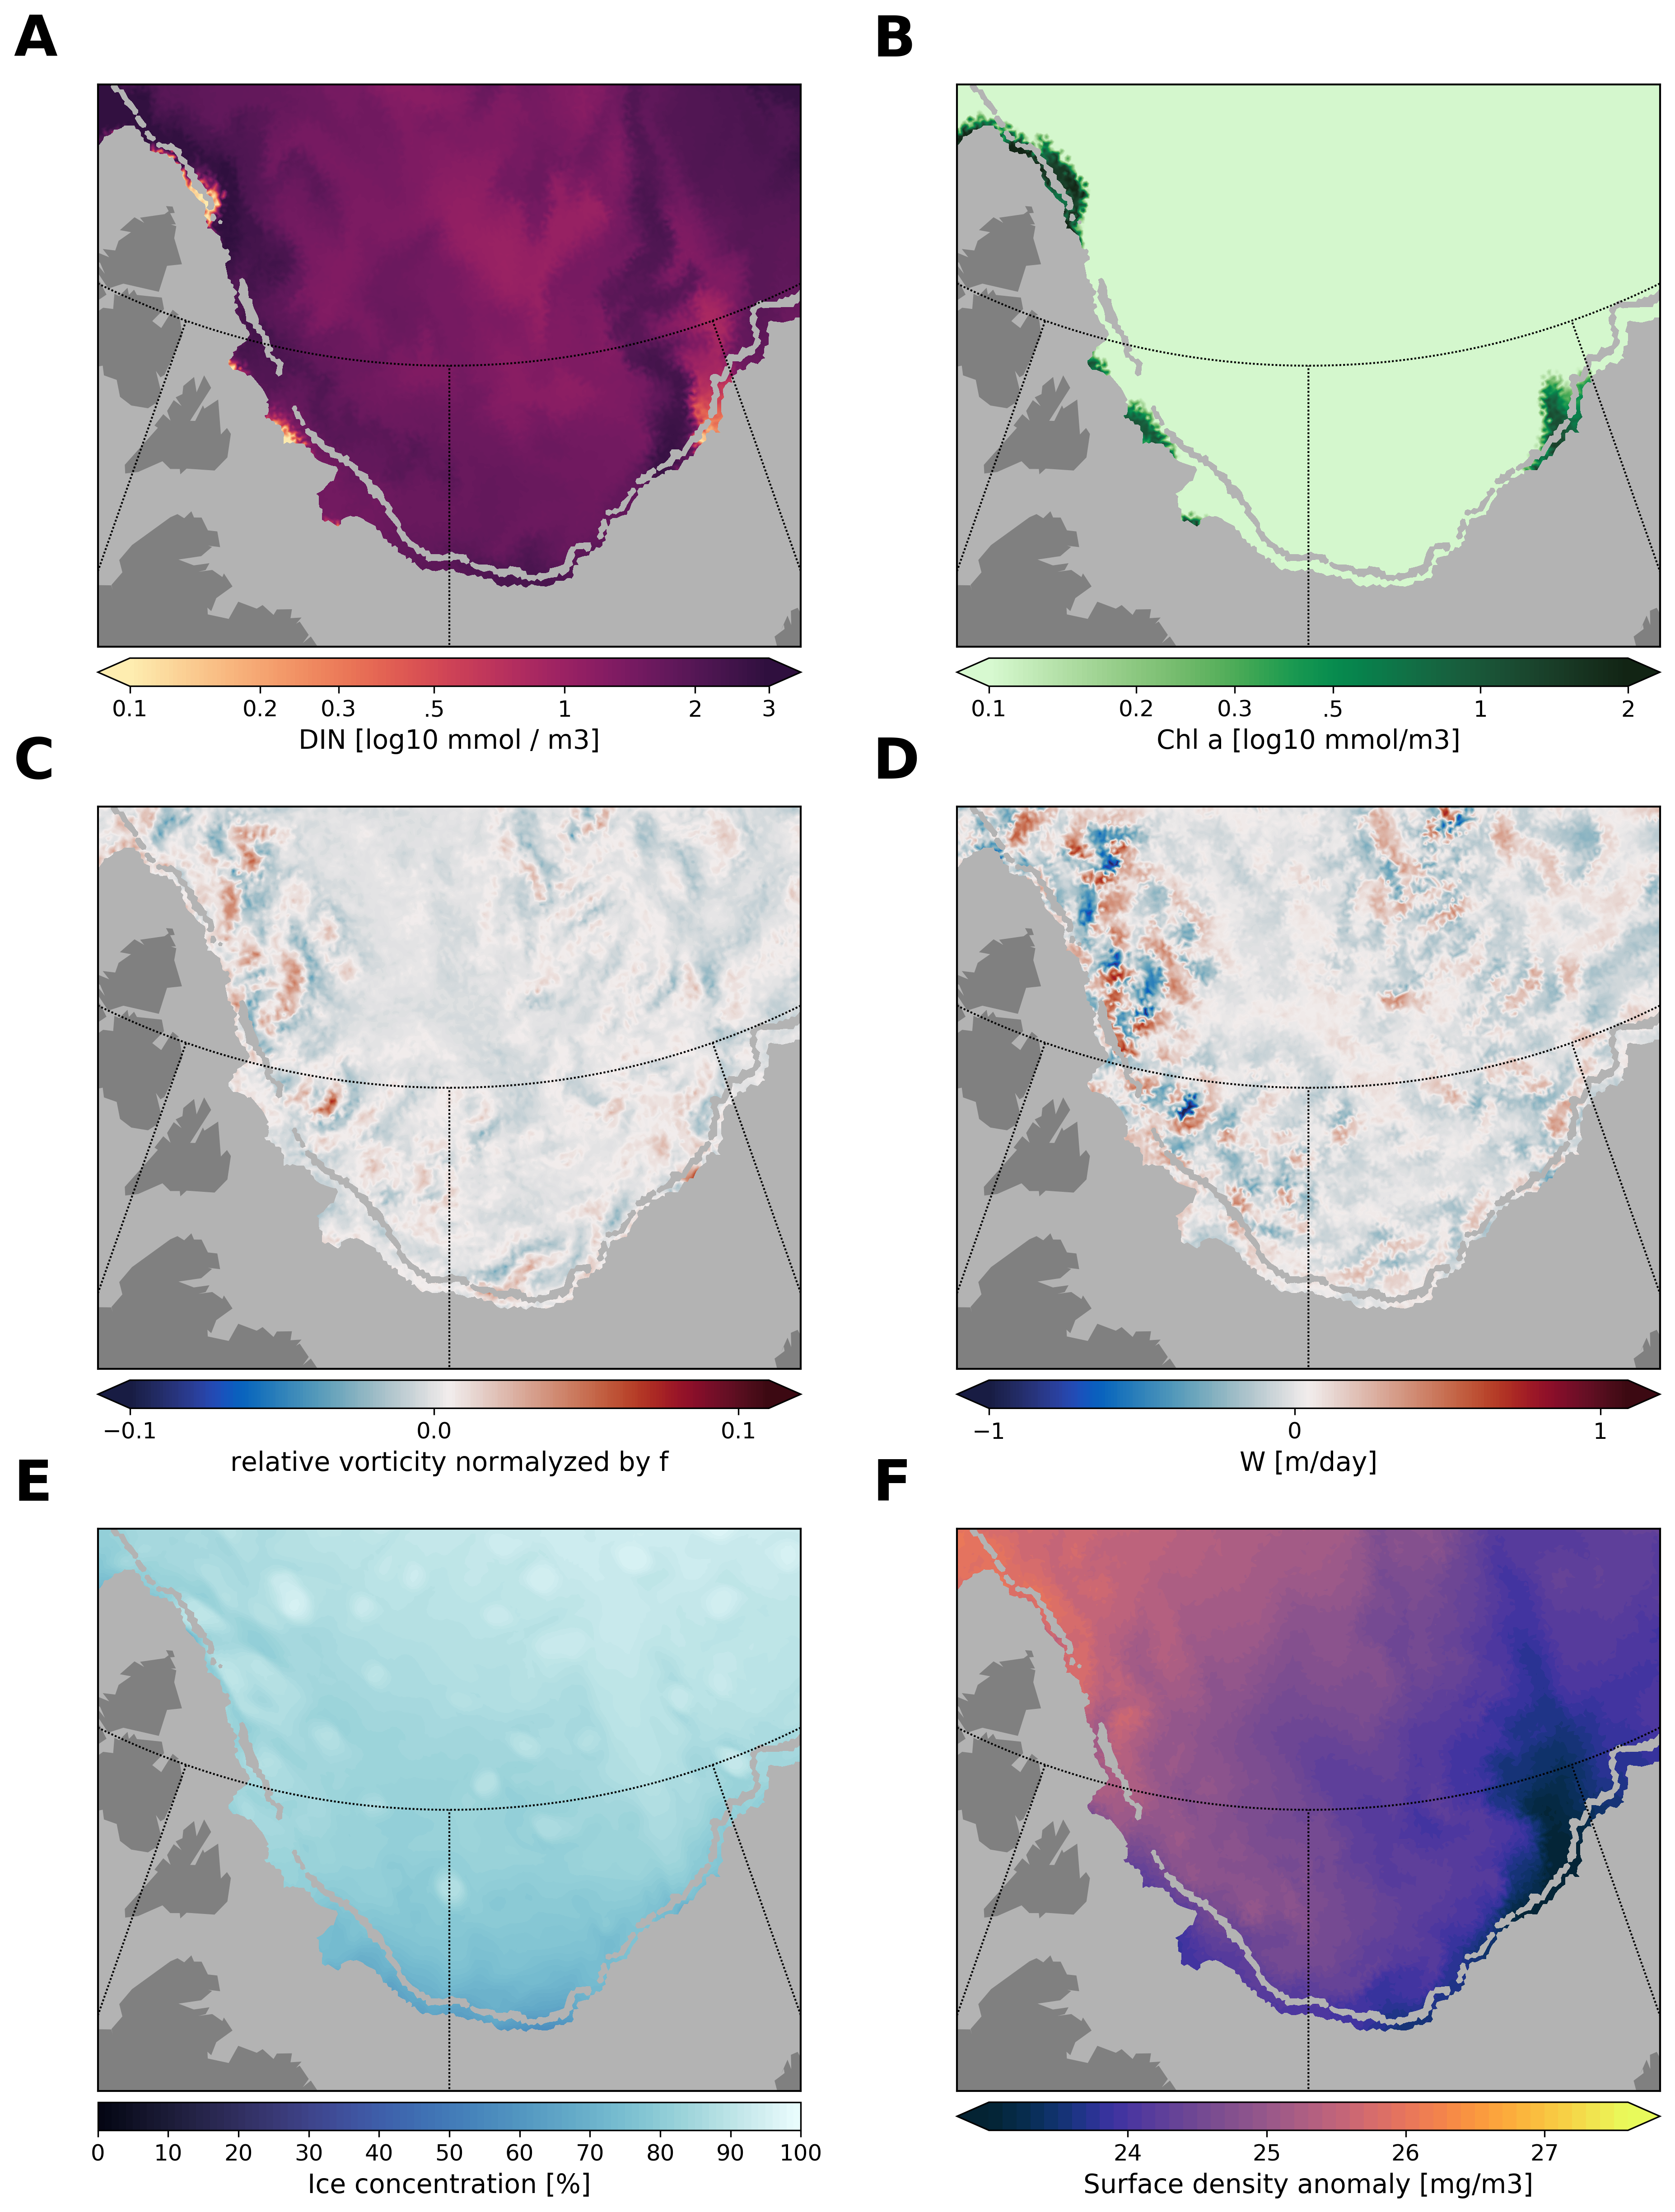 A
B
0.1 0.2 0.3 .5 1 2 3
DIN [log10 mmol / m3]
0.1 0.2 0.3 .5 1 2
Chl a [log10 mmol/m3]
C
D
−0.1 0.0 0.1
relative vorticity normalyzed by f
−1 0 1
W [m/day]
E
F
0 10 20 30 40 50 60 70 80 90 100
Ice concentration [%]
24 25 26 27
Surface density anomaly [mg/m3]